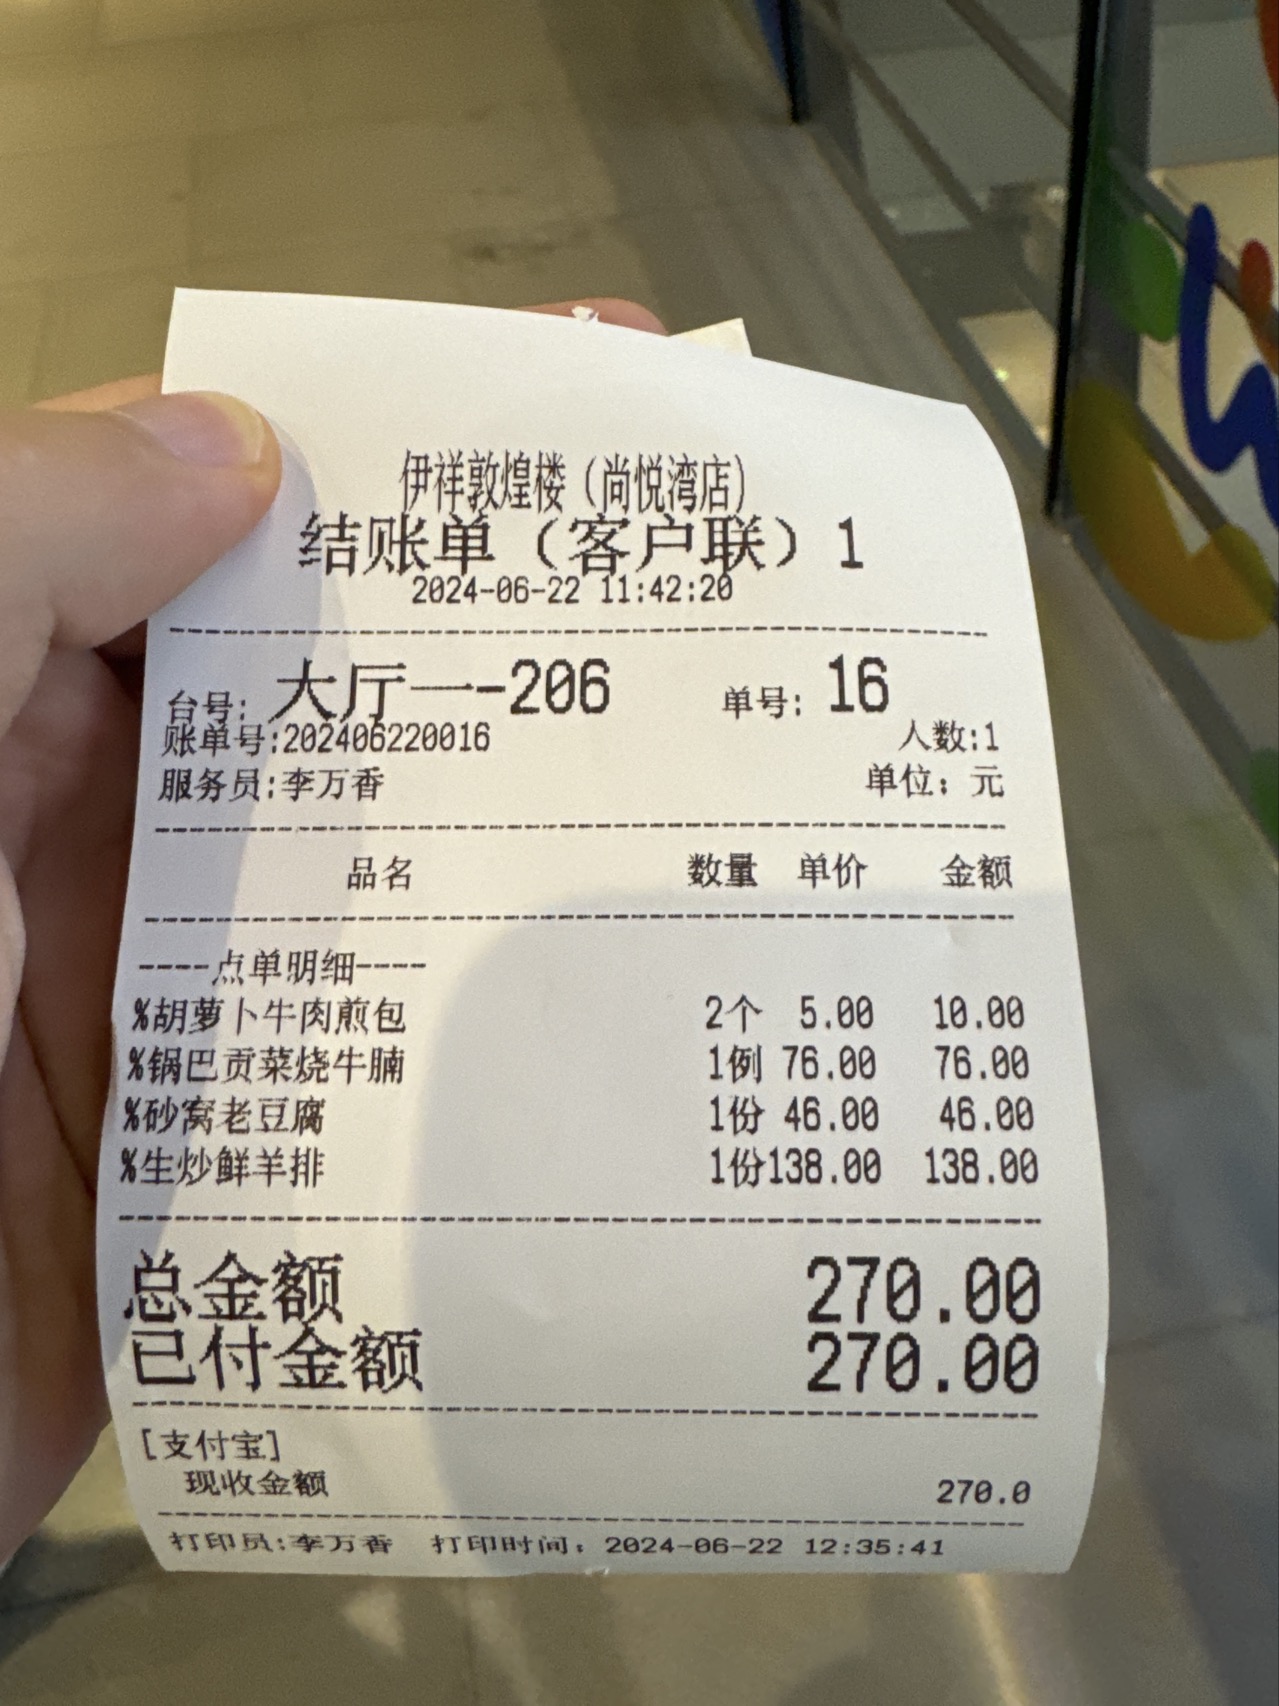 伊祥敦煌楼（尚悦湾店）
结账单（客户联）1
2024-06-22 11:42:20
台号: 大厅一-206 单号: 16
账单号:202406220016 人数:1
服务员:李万香 单位：元
品名 数量 单价 金额
----点单明细----
%胡萝卜牛肉煎包 2个 5.00 10.00
%锅巴贡菜烧牛腩 1例 76.00 76.00
%砂窝老豆腐 1份 46.00 46.00
%生炒鲜羊排 1份138.00 138.00
总金额 270.00
已付金额 270.00
[支付宝]
现收金额 270.0
打印员:李万香 打印时间：2024-06-22 12:35:41